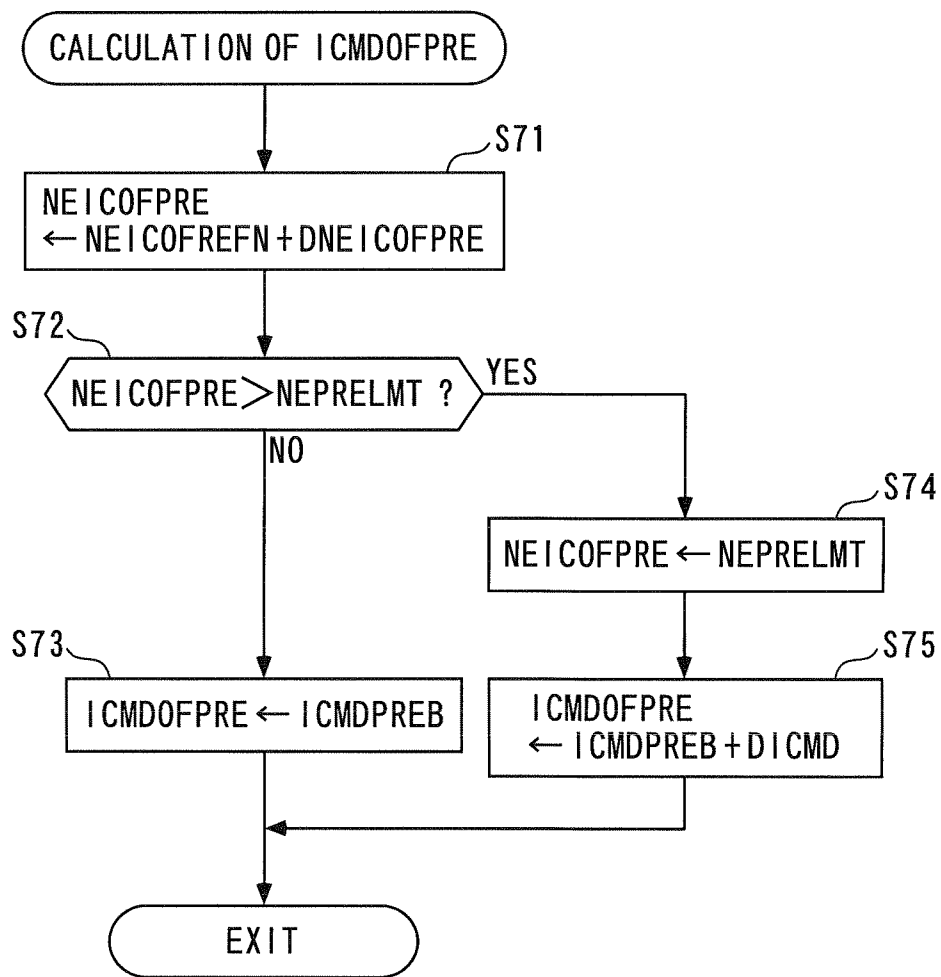 CALCULATION OF ICMDOFPRE
S71
NEICOFPRE
← NEICOFREFN+DNEICOFPRE
S72
NEICOFPRE>NEPRELMT ?
YES
NO
S74
NEICOFPRE ← NEPRELMT
S73
ICMDOFPRE ← ICMDPREB
S75
ICMDOFPRE
← ICMDPREB+DICMD
EXIT